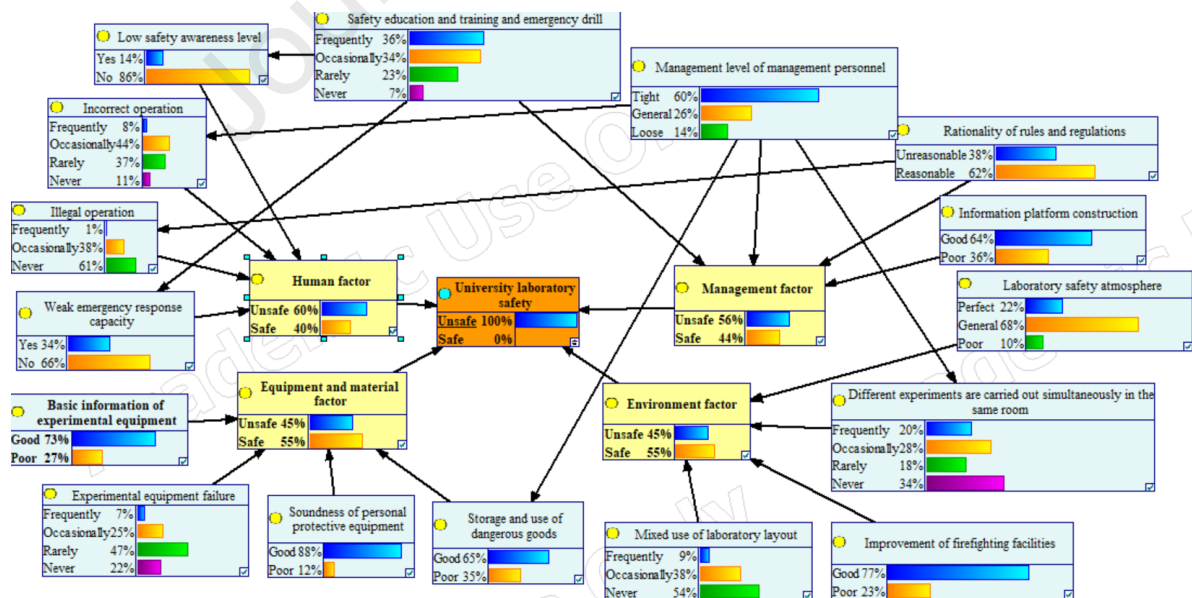 Safety education and training and emergency drill
Frequently 36%
Occasionally34%
Rarely 23%
Never 7%
Low safety awareness level
Yes 14%
No 86%
Management level of management personnel
Tight 60%
General26%
Loose 14%
Incorrect operation
Frequently 8%
Occasionally44%
Rarely 37%
Never 11%
Rationality of rules and regulations
Unreasonable 38%
Reasonable 62%
Illegal operation
Frequently 1%
Occasionally38%
Never 61%
Information platform construction
Good 64%
Poor 36%
Human factor
Unsafe 60%
Safe 40%
University laboratory
safety
Unsafe 100%
Safe 0%
Management factor
Unsafe 56%
Safe 44%
Laboratory safety atmosphere
Perfect 22%
General 68%
Poor 10%
Weak emergency response
capacity
Yes 34%
No 66%
Equipment and material
factor
Unsafe 45%
Safe 55%
Environment factor
Unsafe 45%
Safe 55%
Different experiments are carried out simultaneously in the
same room
Frequently 20%
Occasionally28%
Rarely 18%
Never 34%
Basic information of
experimental equipment
Good 73%
Poor 27%
Experimental equipment failure
Frequently 7%
Occasionally25%
Rarely 47%
Never 22%
Soundness of personal
protective equipment
Good 88%
Poor 12%
Storage and use of
dangerous goods
Good 65%
Poor 35%
Mixed use of laboratory layout
Frequently 9%
Occasionally38%
Never 54%
Improvement of firefighting facilities
Good 77%
Poor 23%